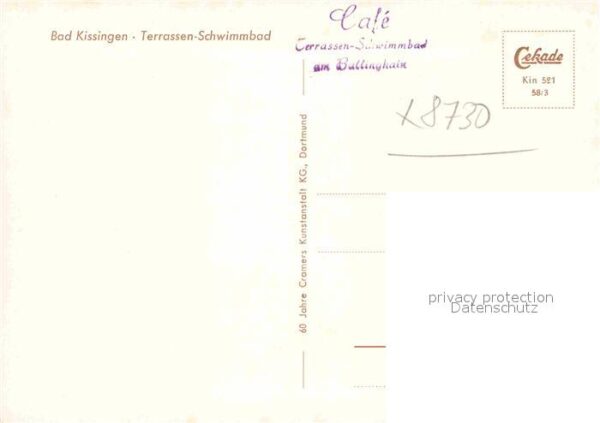 Bad Kissingen - Terrassen-Schwimmbad
Café
Terrassen-Schwimmbad
am Ballinghain
Cekade
Kin 521
58/3
X8730
60 Jahre Cramers Kunstanstalt KG., Dortmund
privacy protection
Datenschutz